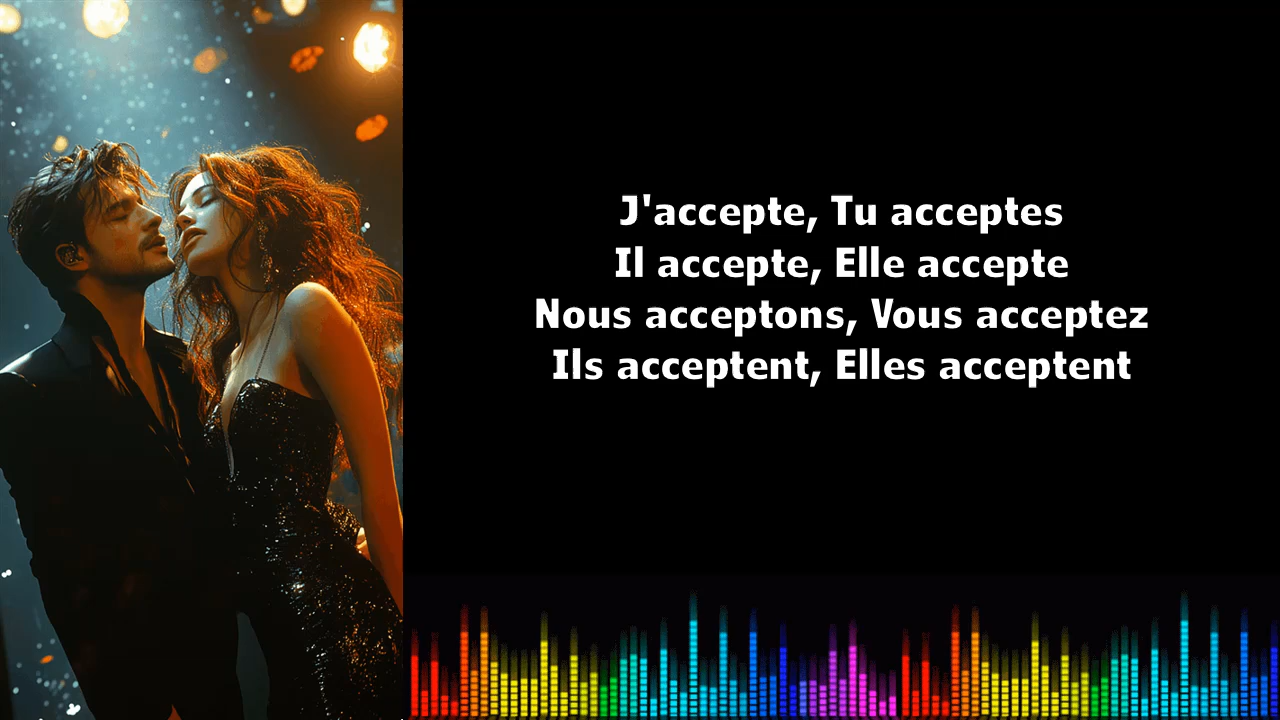 J'accepte, Tu acceptes
Il accepte, Elle accepte
Nous acceptons, Vous acceptez
Ils acceptent, Elles acceptent